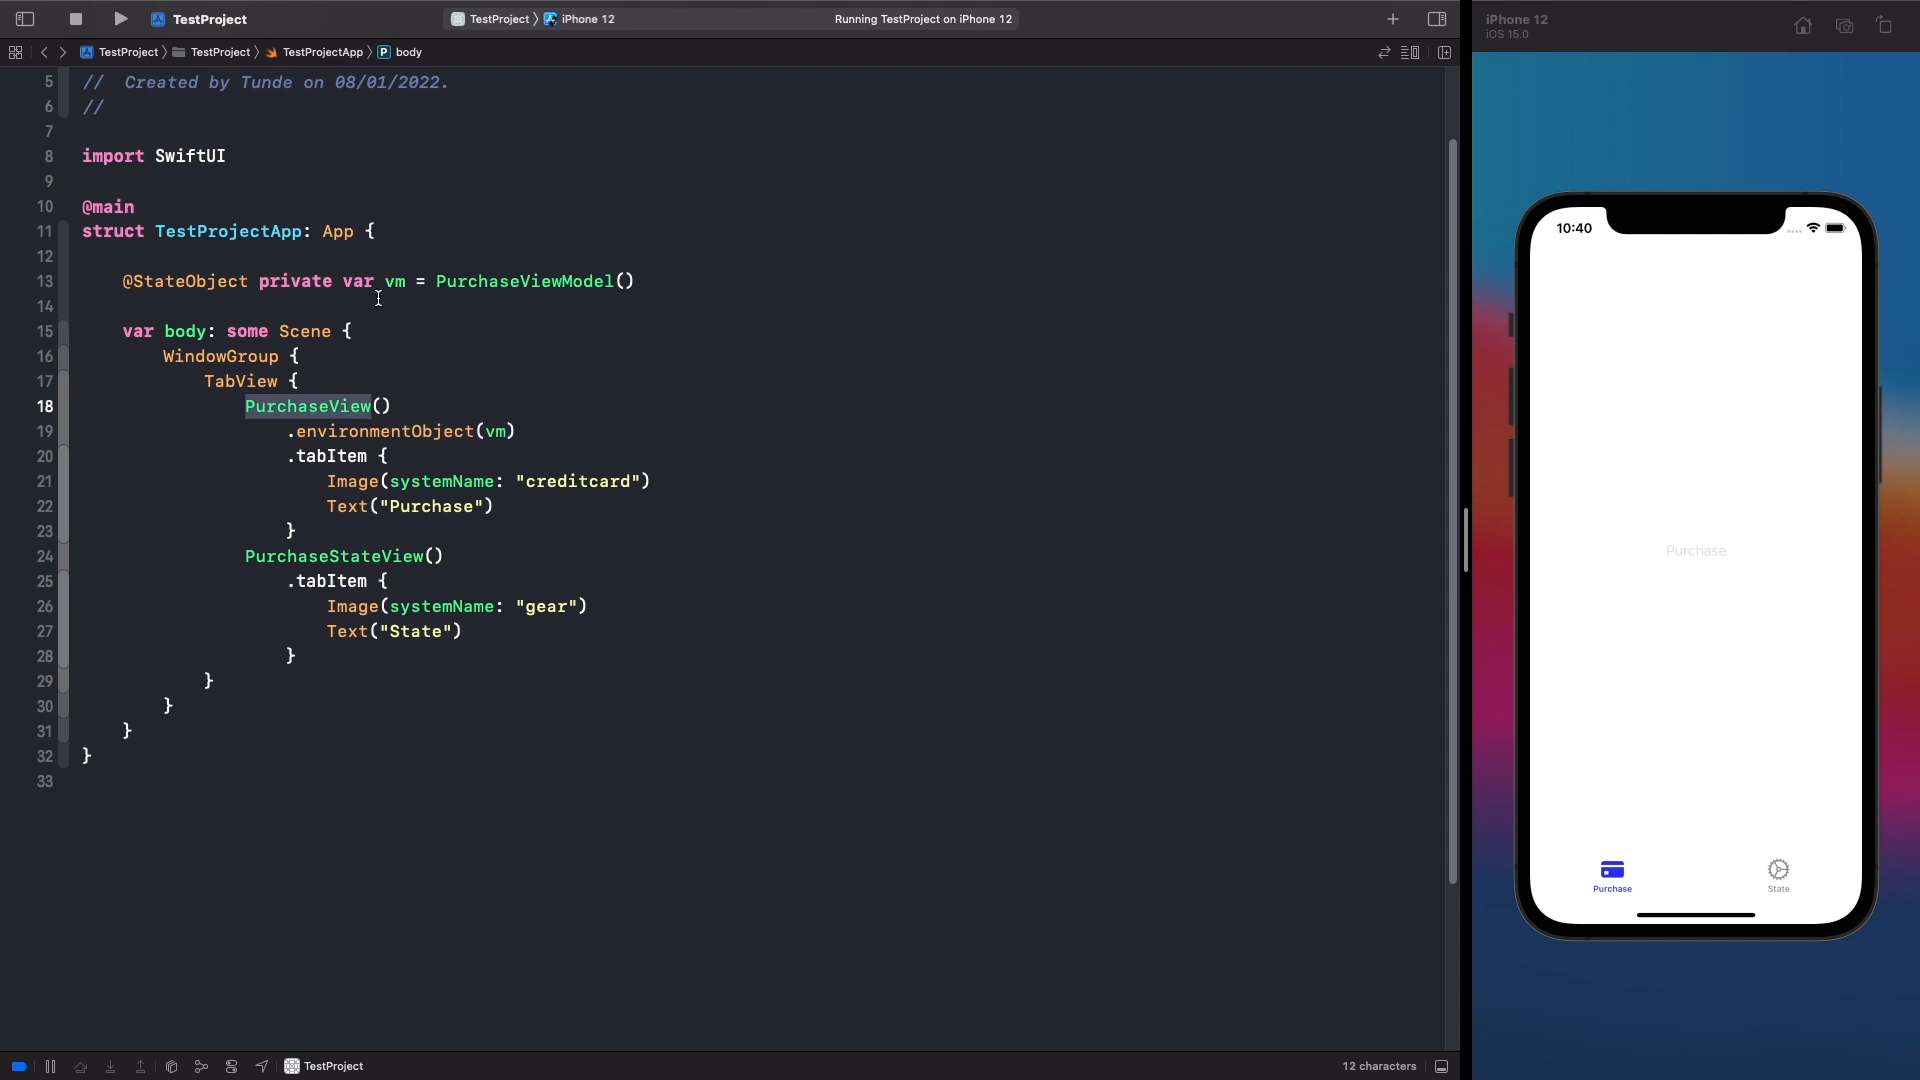 TestProject
TestProject
iPhone 12
Running TestProject on iPhone 12
TestProject
TestProject
TestProjectApp
P
body
5 //  Created by Tunde on 08/01/2022.
6 //
7
8 import SwiftUI
9
10 @main
11 struct TestProjectApp: App {
12
13 @StateObject private var vm = PurchaseViewModel()
14
15 var body: some Scene {
16 WindowGroup {
17 TabView {
18 PurchaseView()
19 .environmentObject(vm)
20 .tabItem {
21 Image(systemName: "creditcard")
22 Text("Purchase")
23 }
24 PurchaseStateView()
25 .tabItem {
26 Image(systemName: "gear")
27 Text("State")
28 }
29 }
30 }
31 }
32 }
33
TestProject
12 characters
iPhone 12
iOS 15.0
10:40
Purchase
Purchase
State